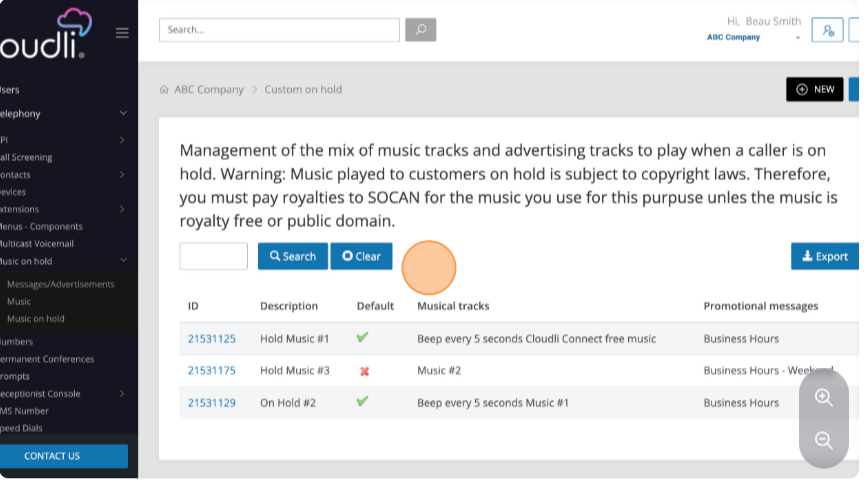 oudli.
Search...
Hi, Beau Smith
ABC Company
ABC Company > Custom on hold
NEW
sers
elephony
PI
all Screening
ontacts
evices
xtensions
enus - Components
ulticast Voicemail
usic on hold
Messages/Advertisements
Music
Music on hold
umbers
ermanent Conferences
rompts
eceptionist Console
MS Number
peed Dials
CONTACT US
Management of the mix of music tracks and advertising tracks to play when a caller is on
hold. Warning: Music played to customers on hold is subject to copyright laws. Therefore,
you must pay royalties to SOCAN for the music you use for this purpuse unles the music is
royalty free or public domain.
Search Clear Export
ID Description Default Musical tracks Promotional messages
21531125 Hold Music #1 Beep every 5 seconds Cloudli Connect free music Business Hours
21531175 Hold Music #3 Music #2 Business Hours - Weekend
21531129 On Hold #2 Beep every 5 seconds Music #1 Business Hours